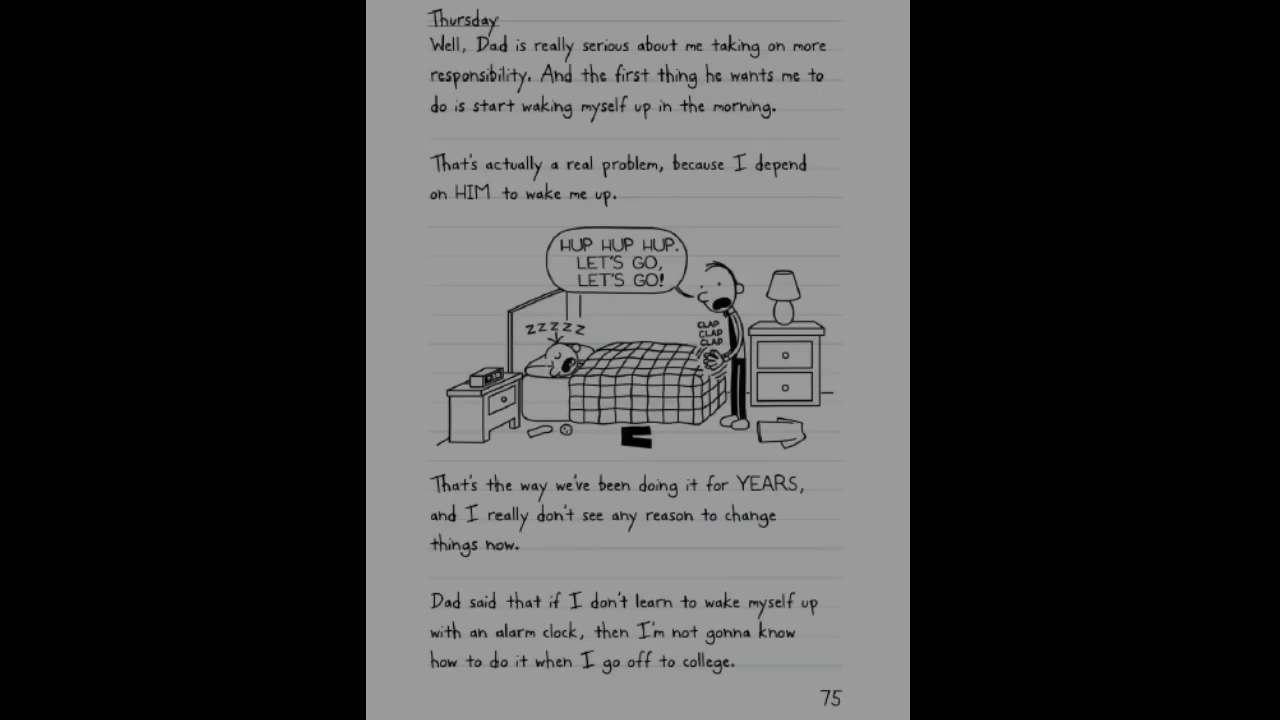 Thursday
Well, Dad is really serious about me taking on more
responsibility. And the first thing he wants me to
do is start waking myself up in the morning.
That's actually a real problem, because I depend
on HIM to wake me up.
HUP HUP HUP.
LET'S GO,
LET'S GO!
ZZZZZ
CLAP
CLAP
CLAP
That's the way we've been doing it for YEARS,
and I really don't see any reason to change
things now.
Dad said that if I don't learn to wake myself up
with an alarm clock, then I'm not gonna know
how to do it when I go off to college.
75